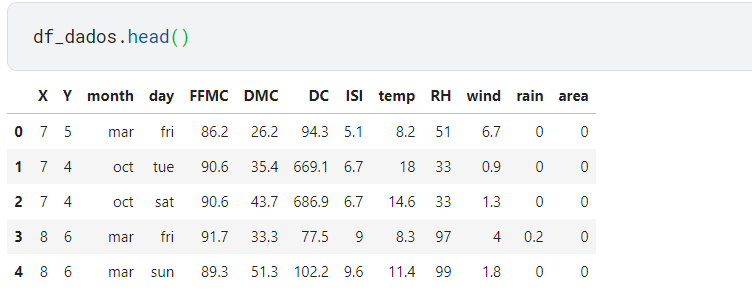 df_dados.head()
X Y month day FFMC DMC DC ISI temp RH wind rain area
0 7 5 mar fri 86.2 26.2 94.3 5.1 8.2 51 6.7 0 0
1 7 4 oct tue 90.6 35.4 669.1 6.7 18 33 0.9 0 0
2 7 4 oct sat 90.6 43.7 686.9 6.7 14.6 33 1.3 0 0
3 8 6 mar fri 91.7 33.3 77.5 9 8.3 97 4 0.2 0
4 8 6 mar sun 89.3 51.3 102.2 9.6 11.4 99 1.8 0 0